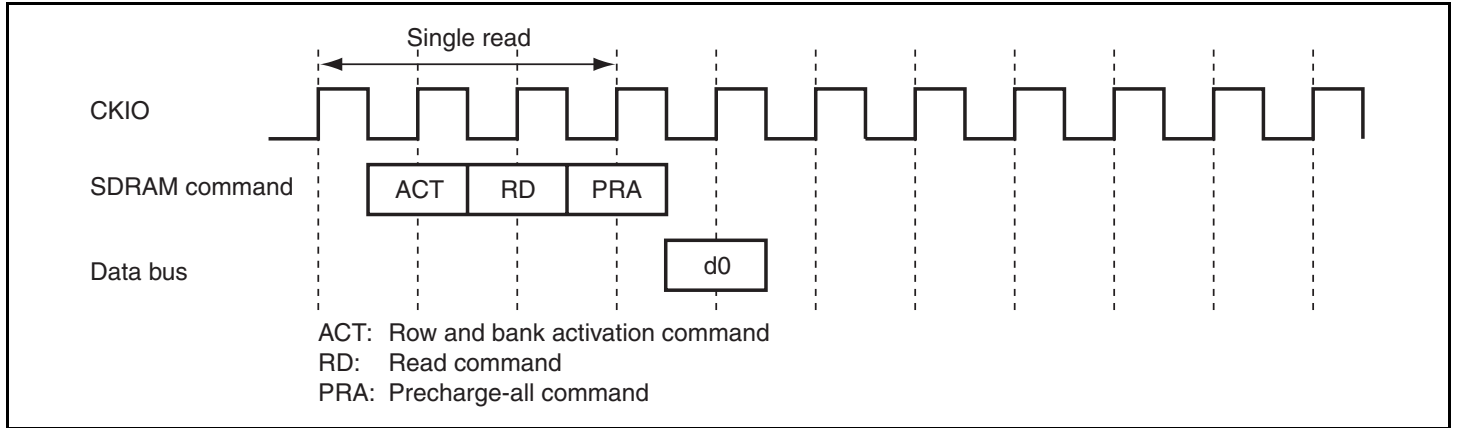 Single read
CKIO
SDRAM command ACT RD PRA
Data bus d0
ACT: Row and bank activation command
RD: Read command
PRA: Precharge-all command